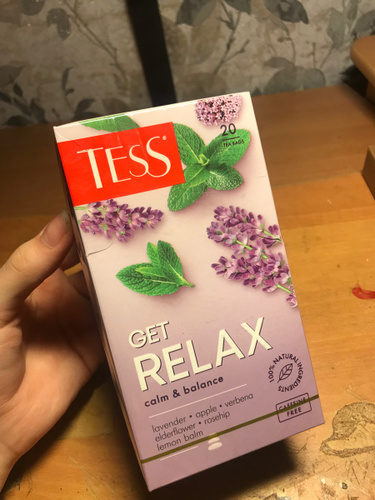 TESS®
20
TEA BAGS
GET
RELAX
calm & balance
lavender • apple • verbena
elderflower • rosehip
lemon balm
100% NATURAL INGREDIENTS
CAFFEINE
FREE